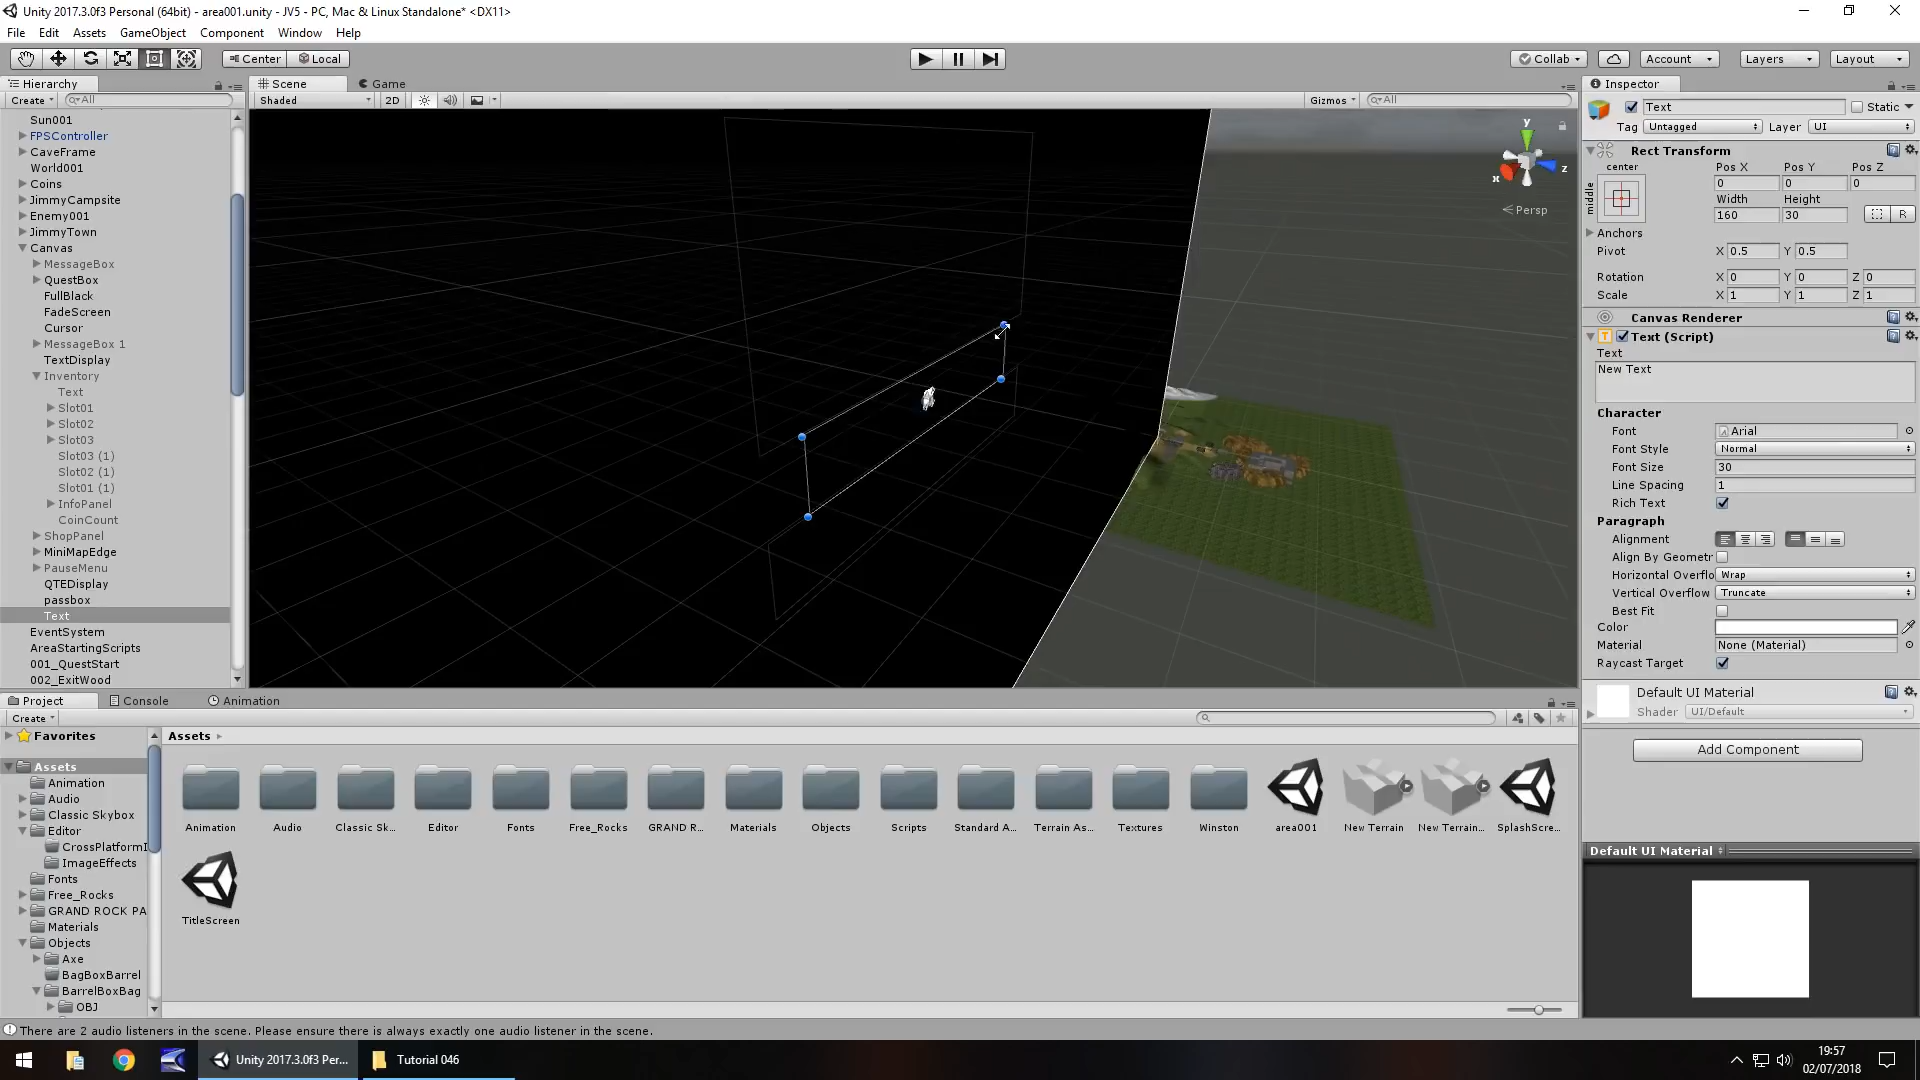 Unity 2017.3.0f3 Personal (64bit) - area001.unity - JV5 - PC, Mac & Linux Standalone* <DX11>
File Edit Assets GameObject Component Window Help
Center Local
Collab Account Layers Layout
Hierarchy
Create All
Sun001
FPSController
CaveFrame
World001
Coins
JimmyCampsite
Enemy001
JimmyTown
Canvas
MessageBox
QuestBox
FullBlack
FadeScreen
Cursor
MessageBox 1
TextDisplay
Inventory
Text
Slot01
Slot02
Slot03
Slot03 (1)
Slot02 (1)
Slot01 (1)
InfoPanel
CoinCount
ShopPanel
MiniMapEdge
PauseMenu
QTEDisplay
passbox
Text
EventSystem
AreaStartingScripts
001_QuestStart
002_ExitWood
Scene Game
Shaded 2D Gizmos All
y
x z
Persp
Inspector
Text Static
Tag Untagged Layer UI
Rect Transform
center
middle
Pos X Pos Y Pos Z
0 0 0
Width Height
160 30 R
Anchors
Pivot X 0.5 Y 0.5
Rotation X 0 Y 0 Z 0
Scale X 1 Y 1 Z 1
Canvas Renderer
Text (Script)
Text
New Text
Character
Font Arial
Font Style Normal
Font Size 30
Line Spacing 1
Rich Text
Paragraph
Alignment
Align By Geometr
Horizontal Overflo Wrap
Vertical Overflow Truncate
Best Fit
Color
Material None (Material)
Raycast Target
Default UI Material
Shader UI/Default
Add Component
Default UI Material
Project Console Animation
Create
Favorites
Assets
Animation
Audio
Classic Skybox
Editor
CrossPlatformI
ImageEffects
Fonts
Free_Rocks
GRAND ROCK PA
Materials
Objects
Axe
BagBoxBarrel
BarrelBoxBag
OBJ
Assets
Animation Audio Classic Sk... Editor Fonts Free_Rocks GRAND R... Materials Objects Scripts Standard A... Terrain As... Textures Winston area001 New Terrain New Terrain... SplashScre...
TitleScreen
There are 2 audio listeners in the scene. Please ensure there is always exactly one audio listener in the scene.
Unity 2017.3.0f3 Per... Tutorial 046
19:57
02/07/2018